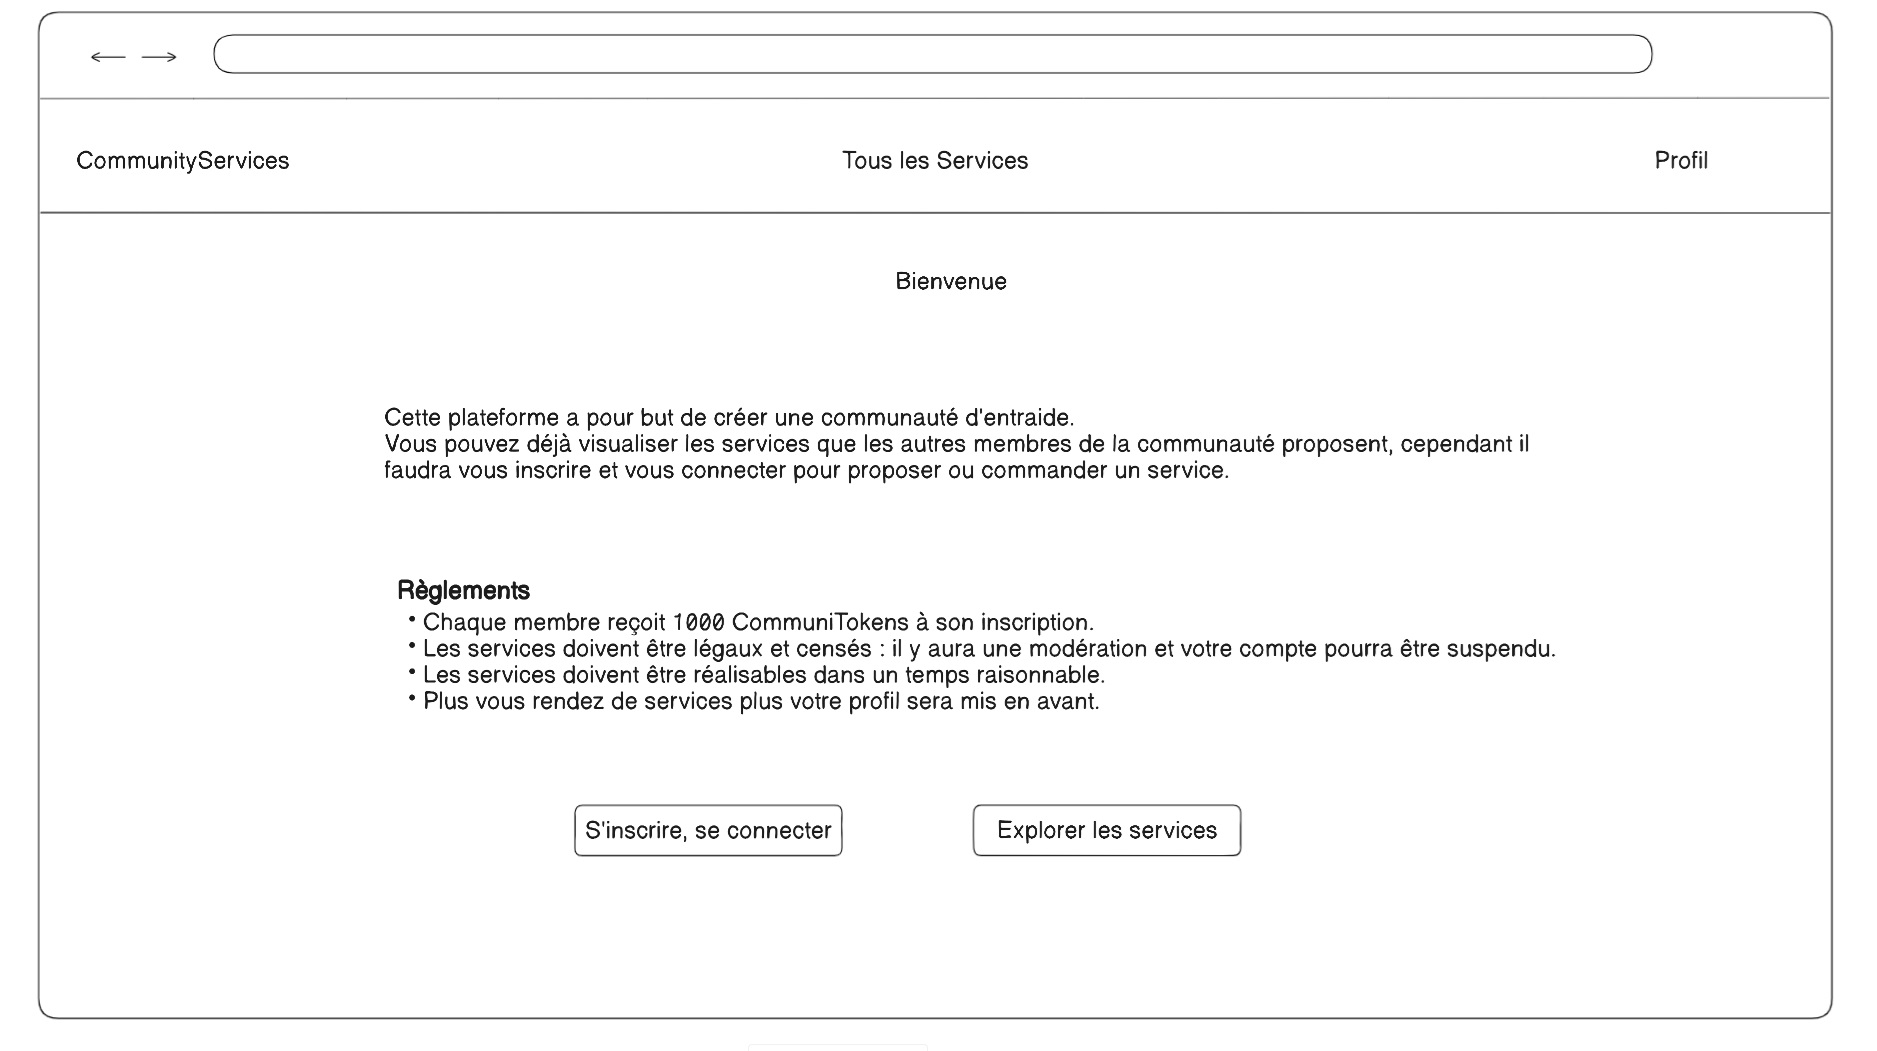 CommunityServices
Tous les Services
Profil
Bienvenue
Cette plateforme a pour but de créer une communauté d'entraide.
Vous pouvez déjà visualiser les services que les autres membres de la communauté proposent, cependant il
faudra vous inscrire et vous connecter pour proposer ou commander un service.
Règlements
• Chaque membre reçoit 1000 CommuniTokens à son inscription.
• Les services doivent être légaux et censés : il y aura une modération et votre compte pourra être suspendu.
• Les services doivent être réalisables dans un temps raisonnable.
• Plus vous rendez de services plus votre profil sera mis en avant.
S'inscrire, se connecter
Explorer les services